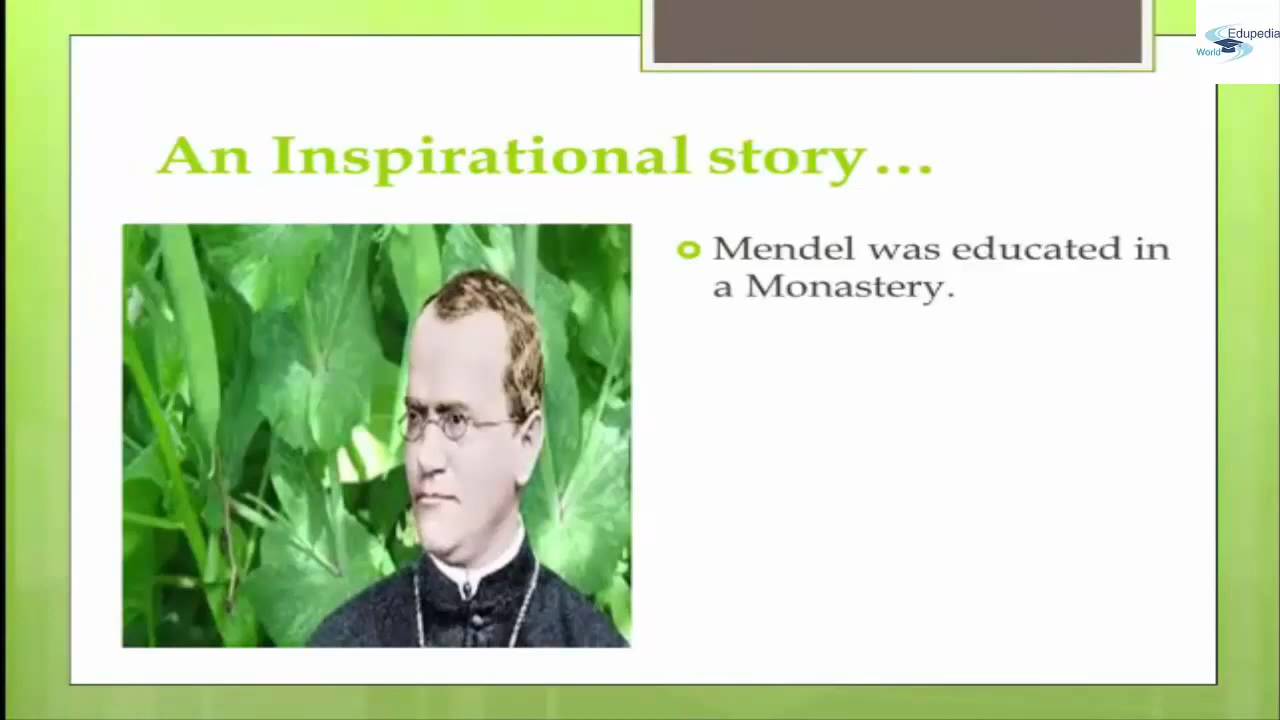 Edupedia
World
An Inspirational story...
Mendel was educated in
a Monastery.